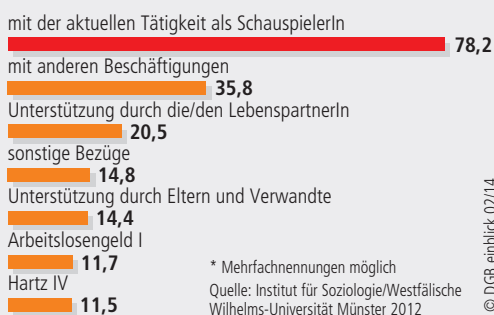 mit der aktuellen Tätigkeit als SchauspielerIn
78,2
mit anderen Beschäftigungen
35,8
Unterstützung durch die/den LebenspartnerIn
20,5
sonstige Bezüge
14,8
Unterstützung durch Eltern und Verwandte
14,4
Arbeitslosengeld I
11,7
Hartz IV
11,5
* Mehrfachnennungen möglich
Quelle: Institut für Soziologie/Westfälische
Wilhelms-Universität Münster 2012
© DGB einblick 02/14